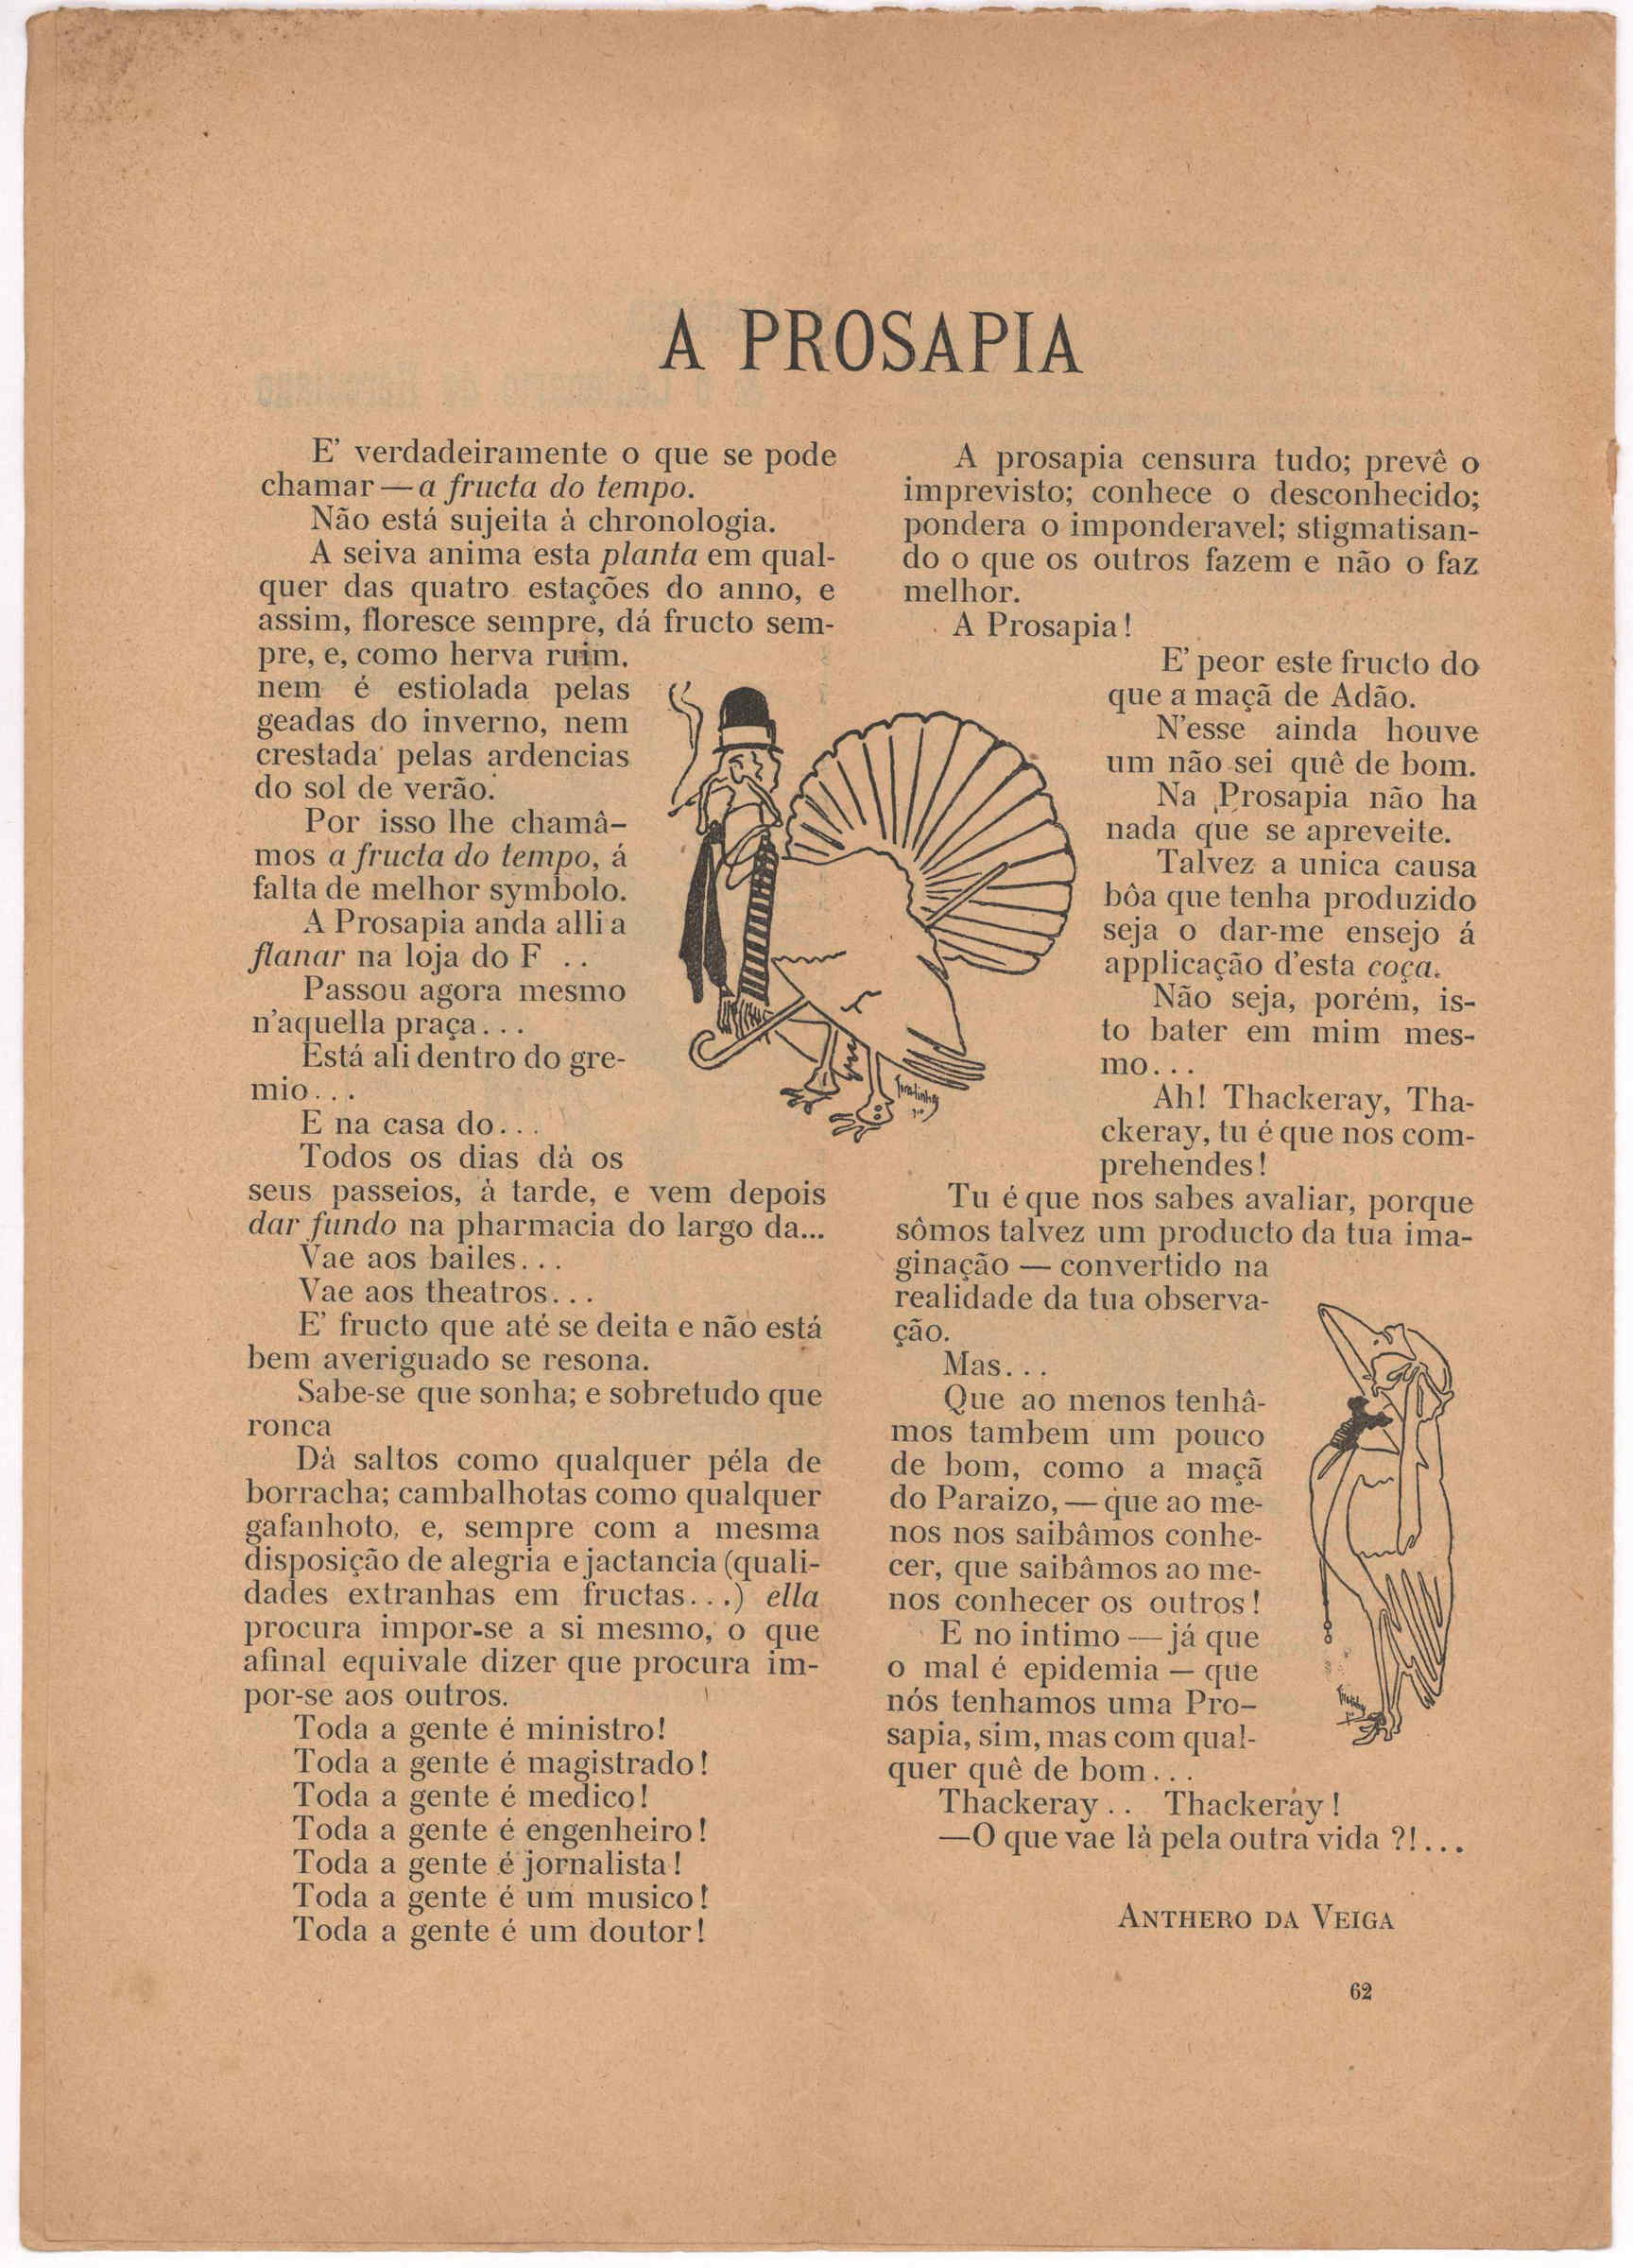 A PROSAPIA
E' verdadeiramente o que se pode
chamar — a fructa do tempo.
Não está sujeita à chronologia.
A seiva anima esta planta em qual-
quer das quatro estações do anno, e
assim, floresce sempre, dá fructo sem-
pre, e, como herva ruim,
nem é estiolada pelas
geadas do inverno, nem
crestada pelas ardencias
do sol de verão.
Por isso lhe chamâ-
mos a fructa do tempo, á
falta de melhor symbolo.
A Prosapia anda alli a
flanar na loja do F . .
Passou agora mesmo
n'aquella praça...
Está ali dentro do gre-
mio...
E na casa do...
Todos os dias dà os
seus passeios, à tarde, e vem depois
dar fundo na pharmacia do largo da...
Vae aos bailes...
Vae aos theatros...
E' fructo que até se deita e não está
bem averiguado se resona.
Sabe-se que sonha; e sobretudo que
ronca
Dà saltos como qualquer péla de
borracha; cambalhotas como qualquer
gafanhoto, e, sempre com a mesma
disposição de alegria e jactancia (quali-
dades extranhas em fructas...) ella
procura impor-se a si mesmo, o que
afinal equivale dizer que procura im-
por-se aos outros.
Toda a gente é ministro!
Toda a gente é magistrado!
Toda a gente é medico!
Toda a gente é engenheiro!
Toda a gente é jornalista!
Toda a gente é um musico!
Toda a gente é um doutor!
A prosapia censura tudo; prevê o
imprevisto; conhece o desconhecido;
pondera o imponderavel; stigmatisan-
do o que os outros fazem e não o faz
melhor.
A Prosapia!
E' peor este fructo do
que a maçã de Adão.
N'esse ainda houve
um não sei quê de bom.
Na Prosapia não ha
nada que se apreveite.
Talvez a unica causa
bôa que tenha produzido
seja o dar-me ensejo á
applicação d'esta coça.
Não seja, porém, is-
to bater em mim mes-
mo...
Ah! Thackeray, Tha-
ckeray, tu é que nos com-
prehendes!
Tu é que nos sabes avaliar, porque
sômos talvez um producto da tua ima-
ginação — convertido na
realidade da tua observa-
ção.
Mas...
Que ao menos tenhâ-
mos tambem um pouco
de bom, como a maçã
do Paraizo, — que ao me-
nos nos saibâmos conhe-
cer, que saibâmos ao me-
nos conhecer os outros!
E no intimo — já que
o mal é epidemia — que
nós tenhamos uma Pro-
sapia, sim, mas com qual-
quer quê de bom...
Thackeray . . Thackeray!
—O que vae là pela outra vida ?!...
ANTHERO DA VEIGA
62